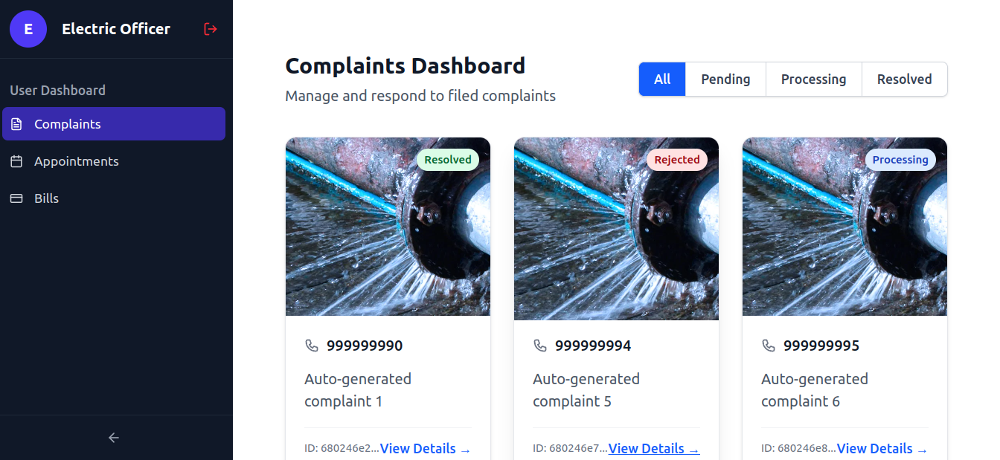 E
Electric Officer
User Dashboard
Complaints
Appointments
Bills
←
Complaints Dashboard
Manage and respond to filed complaints
All
Pending
Processing
Resolved
Resolved
999999990
Auto-generated
complaint 1
ID: 680246e2...
View Details →
Rejected
999999994
Auto-generated
complaint 5
ID: 680246e7...
View Details →
Processing
999999995
Auto-generated
complaint 6
ID: 680246e8...
View Details →